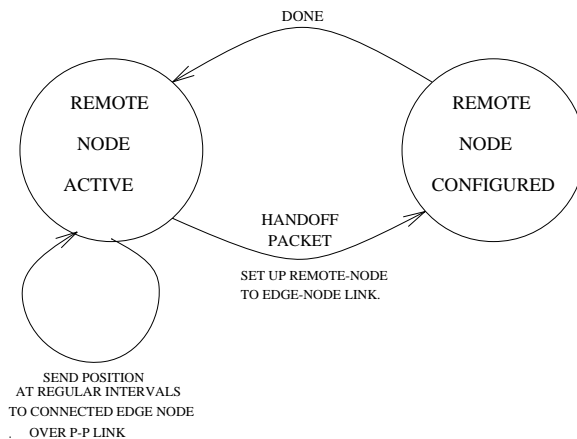 DONE
REMOTE
NODE
ACTIVE
REMOTE
NODE
CONFIGURED
HANDOFF
PACKET
SET UP REMOTE-NODE
TO EDGE-NODE LINK.
SEND POSITION
AT REGULAR INTERVALS
TO CONNECTED EDGE NODE
. OVER P-P LINK